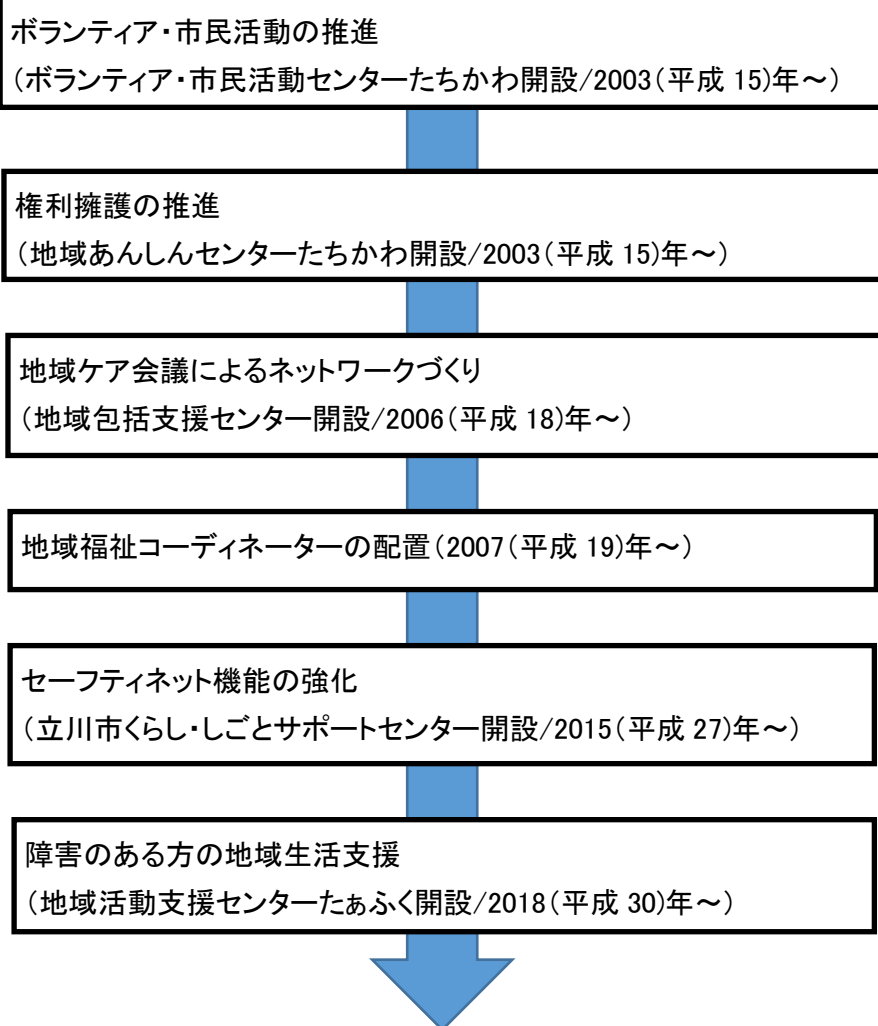 ボランティア・市民活動の推進
（ボランティア・市民活動センターたちかわ開設/2003（平成 15)年～）
権利擁護の推進
（地域あんしんセンターたちかわ開設/2003（平成 15)年～）
地域ケア会議によるネットワークづくり
（地域包括支援センター開設/2006（平成 18)年～）
地域福祉コーディネーターの配置（2007（平成 19)年～）
セーフティネット機能の強化
（立川市くらし・しごとサポートセンター開設/2015（平成 27)年～）
障害のある方の地域生活支援
（地域活動支援センターたぁふく開設/2018（平成 30)年～）